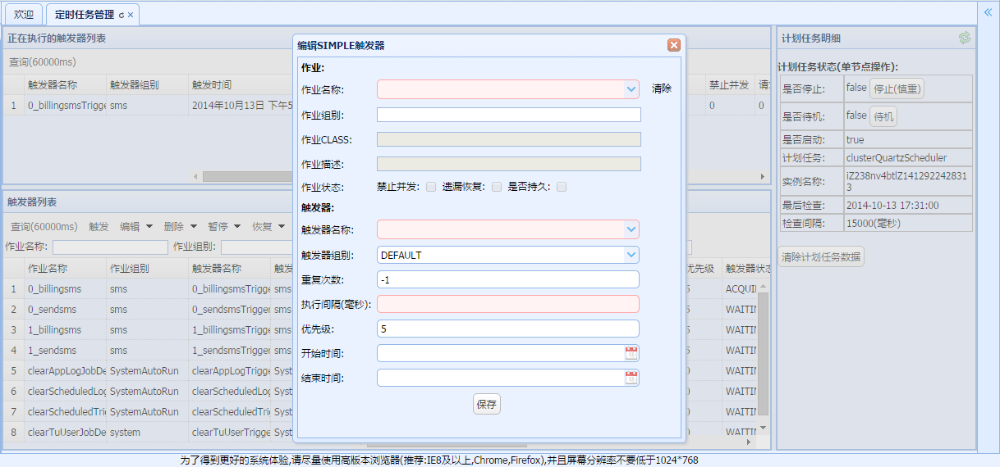 欢迎 定时任务管理
正在执行的触发器列表
查询(60000ms)
触发器名称 触发器组别 触发时间 禁止并发 请
1 0_billingsmsTrigge sms 2014年10月13日 下午5 0 0
触发器列表
查询(60000ms) 触发 编辑 删除 暂停 恢复
作业名称: 作业组别:
作业名称 作业组别 触发器名称 触发 优先级 触发器状态
1 0_billingsms sms 0_billingsmsTrigge sms 5 ACQUI
2 0_sendsms sms 0_sendsmsTrigger sms 5 WAITIN
3 1_billingsms sms 1_billingsmsTrigge sms 5 WAITIN
4 1_sendsms sms 1_sendsmsTrigger sms 5 WAITIN
5 clearAppLogJobDe SystemAutoRun clearAppLogTrigge Syst 0 WAITIN
6 clearScheduledLog SystemAutoRun clearScheduledLog Syst 0 WAITIN
7 clearScheduledTri SystemAutoRun clearScheduledTri Syst 0 WAITIN
8 clearTuUserJobDe system clearTuUserTrigge syst 0 WAITIN
编辑SIMPLE触发器
作业:
作业名称: 清除
作业组别:
作业CLASS:
作业描述:
作业状态: 禁止并发: 遗漏恢复: 是否持久:
触发器:
触发器名称:
触发器组别: DEFAULT
重复次数: -1
执行间隔(毫秒):
优先级: 5
开始时间:
结束时间:
保存
计划任务明细
计划任务状态(单节点操作):
是否停止: false 停止(慎重)
是否待机: false 待机
是否启动: true
计划任务: clusterQuartzScheduler
实例名称: iZ238nv4btlZ141292242831
3
最后检查: 2014-10-13 17:31:00
检查间隔: 15000(毫秒)
清除计划任务数据
为了得到更好的系统体验,请尽量使用高版本浏览器(推荐:IE8及以上,Chrome,Firefox),并且屏幕分辨率不要低于1024*768